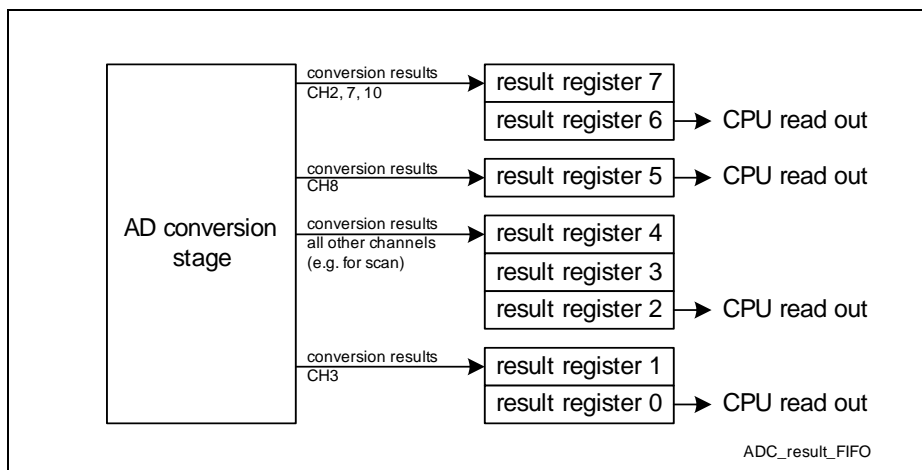 conversion results
CH2, 7, 10
result register 7
result register 6
CPU read out
conversion results
CH8
result register 5
CPU read out
AD conversion
stage
conversion results
all other channels
(e.g. for scan)
result register 4
result register 3
result register 2
CPU read out
conversion results
CH3
result register 1
result register 0
CPU read out
ADC_result_FIFO